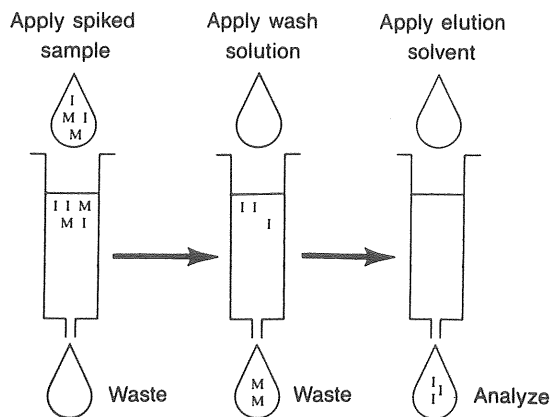 Apply spiked sample
Apply wash solution
Apply elution solvent
I
M I
M
I I M
M I
I I
I
Waste
M
M
Waste
I
I
I
Analyze